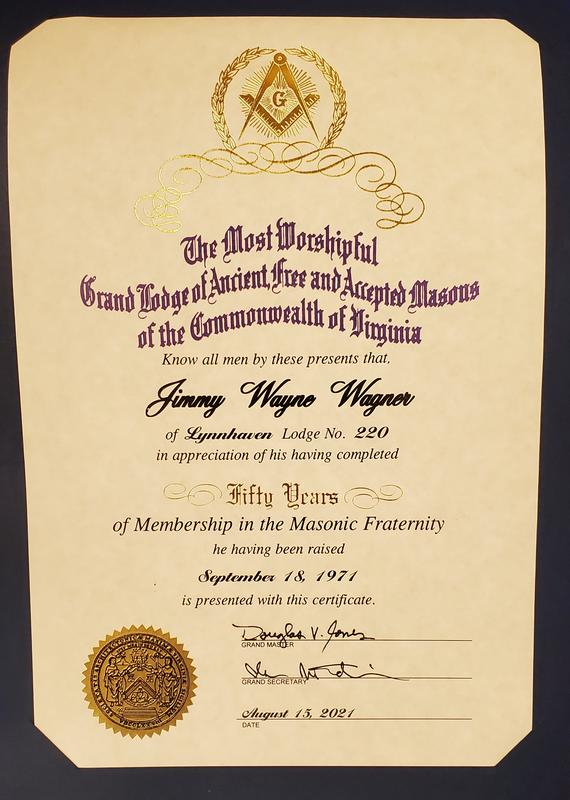 G
The Most Worshipful
Grand Lodge of Ancient, Free and Accepted Masons
of the Commonwealth of Virginia
Know all men by these presents that,
Jimmy Wayne Wagner
of Lynnhaven Lodge No. 220
in appreciation of his having completed
Fifty Years
of Membership in the Masonic Fraternity
he having been raised
September 18, 1971
is presented with this certificate.
Douglas V. Jones
GRAND MASTER
GRAND SECRETARY
August 15, 2021
DATE